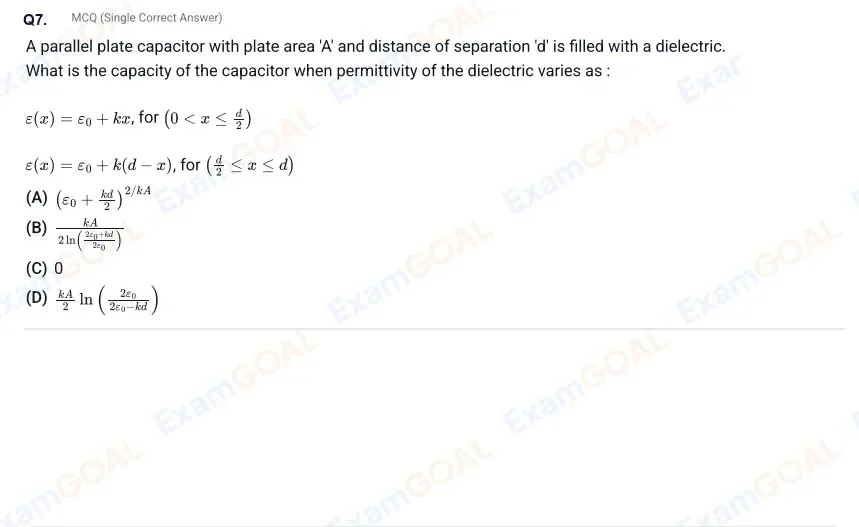 Q7. MCQ (Single Correct Answer)
A parallel plate capacitor with plate area 'A' and distance of separation 'd' is filled with a dielectric.
What is the capacity of the capacitor when permittivity of the dielectric varies as :
ε(x) = ε₀ + kx, for (0 < x ≤ d/2)
ε(x) = ε₀ + k(d − x), for (d/2 ≤ x ≤ d)
(A) (ε₀ + kd/2)^(2/kA)
(B) kA / (2 ln((2ε₀+kd)/(2ε₀)))
(C) 0
(D) kA/2 ln(2ε₀/(2ε₀−kd))
ExamGOAL